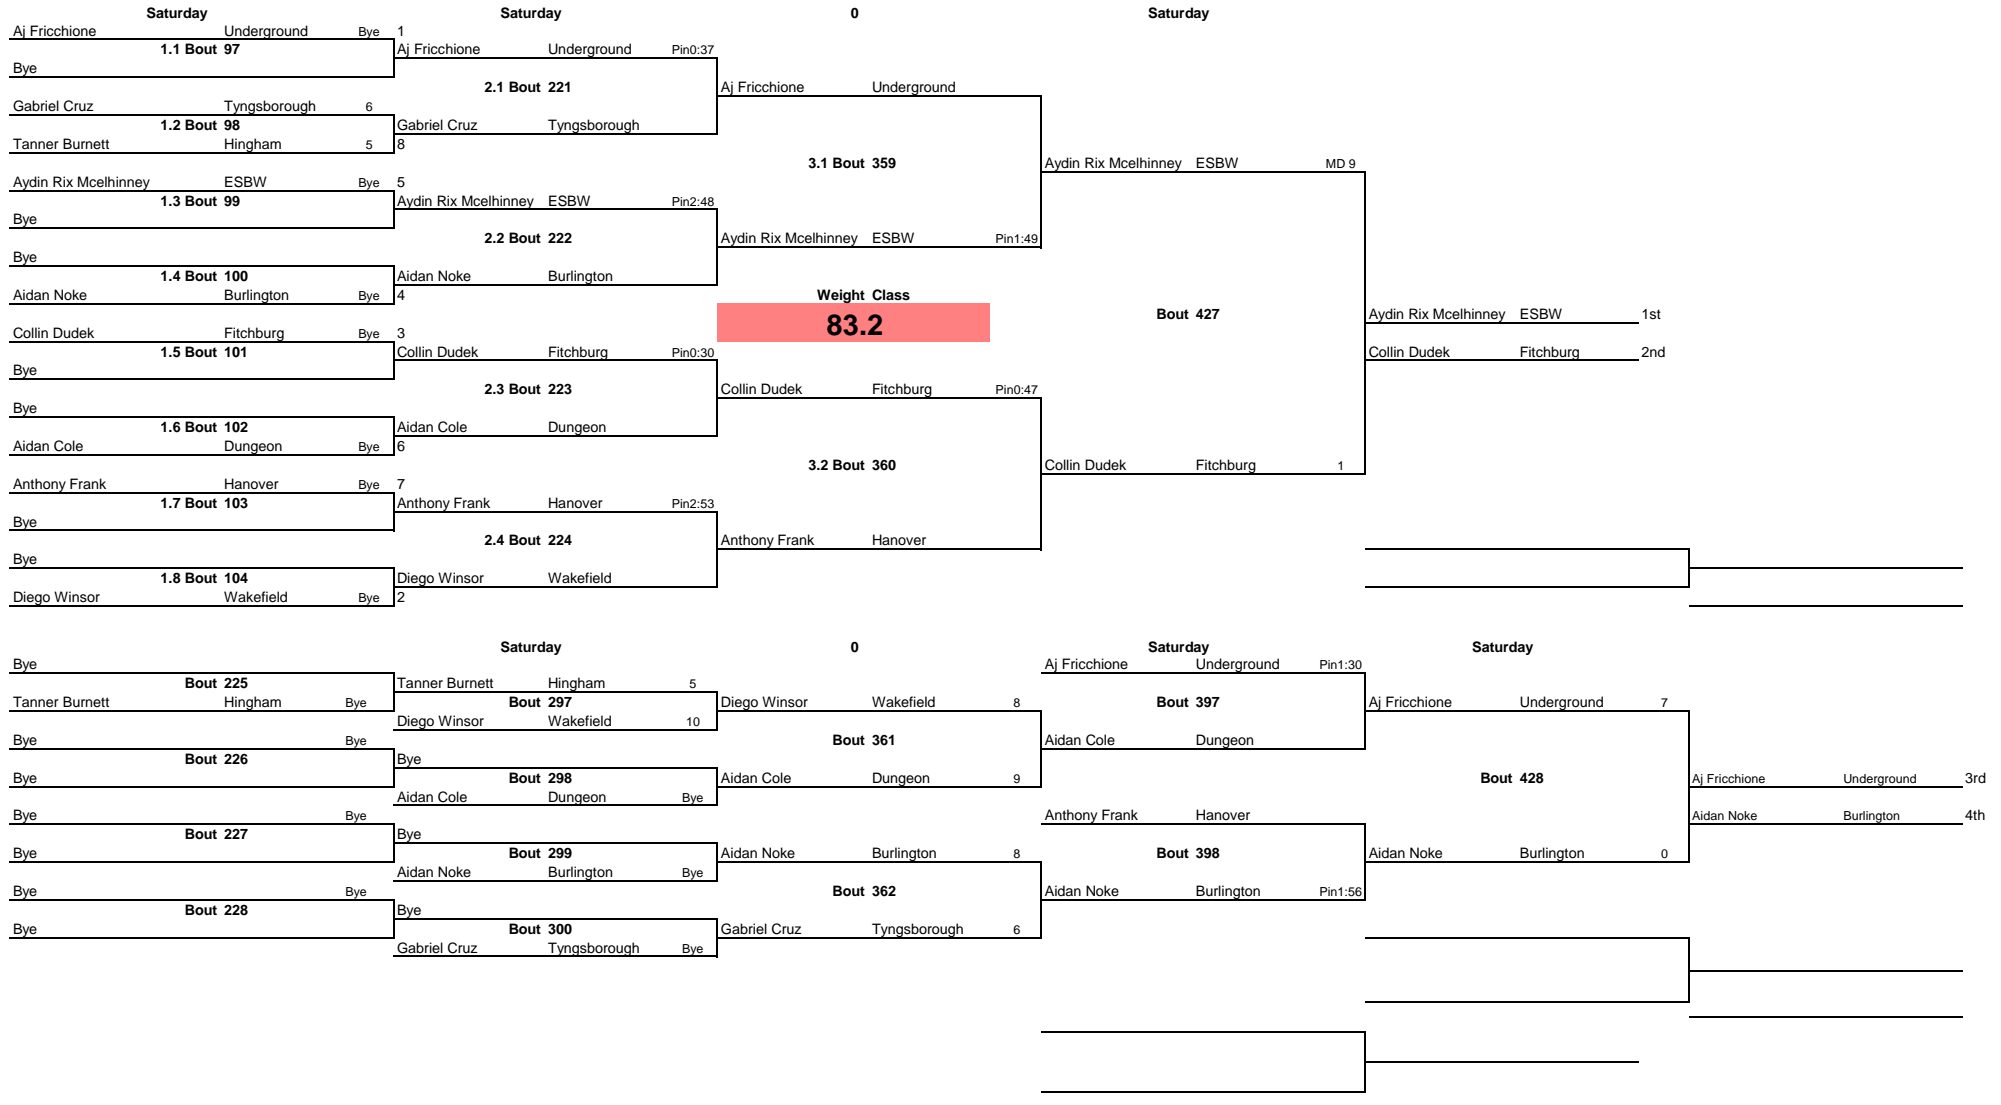 Saturday Saturday 0 Saturday
Aj Fricchione Underground Bye 1
1.1 Bout 97 Aj Fricchione Underground Pin0:37
Bye
2.1 Bout 221 Aj Fricchione Underground
Gabriel Cruz Tyngsborough 6
1.2 Bout 98 Gabriel Cruz Tyngsborough
Tanner Burnett Hingham 5 8
3.1 Bout 359 Aydin Rix Mcelhinney ESBW MD 9
Aydin Rix Mcelhinney ESBW Bye 5
1.3 Bout 99 Aydin Rix Mcelhinney ESBW Pin2:48
Bye
2.2 Bout 222 Aydin Rix Mcelhinney ESBW Pin1:49
Bye
1.4 Bout 100 Aidan Noke Burlington
Aidan Noke Burlington Bye 4 Weight Class
83.2 Bout 427 Aydin Rix Mcelhinney ESBW 1st
Collin Dudek Fitchburg Bye 3
1.5 Bout 101 Collin Dudek Fitchburg Pin0:30 Collin Dudek Fitchburg 2nd
Bye
2.3 Bout 223 Collin Dudek Fitchburg Pin0:47
Bye
1.6 Bout 102 Aidan Cole Dungeon
Aidan Cole Dungeon Bye 6
3.2 Bout 360 Collin Dudek Fitchburg 1
Anthony Frank Hanover Bye 7
1.7 Bout 103 Anthony Frank Hanover Pin2:53
Bye
2.4 Bout 224 Anthony Frank Hanover
Bye
1.8 Bout 104 Diego Winsor Wakefield
Diego Winsor Wakefield Bye 2
Saturday 0 Saturday Saturday
Bye Aj Fricchione Underground Pin1:30
Bout 225 Tanner Burnett Hingham 5
Tanner Burnett Hingham Bye Bout 297 Diego Winsor Wakefield 8 Bout 397 Aj Fricchione Underground 7
Diego Winsor Wakefield 10
Bye Bye Bout 361 Aidan Cole Dungeon
Bout 226 Bye
Bye Bout 298 Aidan Cole Dungeon 9 Bout 428 Aj Fricchione Underground 3rd
Aidan Cole Dungeon Bye
Bye Bye Anthony Frank Hanover Aidan Noke Burlington 4th
Bout 227 Bye
Bye Bout 299 Aidan Noke Burlington 8 Bout 398 Aidan Noke Burlington 0
Aidan Noke Burlington Bye
Bye Bye Bout 362 Aidan Noke Burlington Pin1:56
Bout 228 Bye
Bye Bout 300 Gabriel Cruz Tyngsborough 6
Gabriel Cruz Tyngsborough Bye